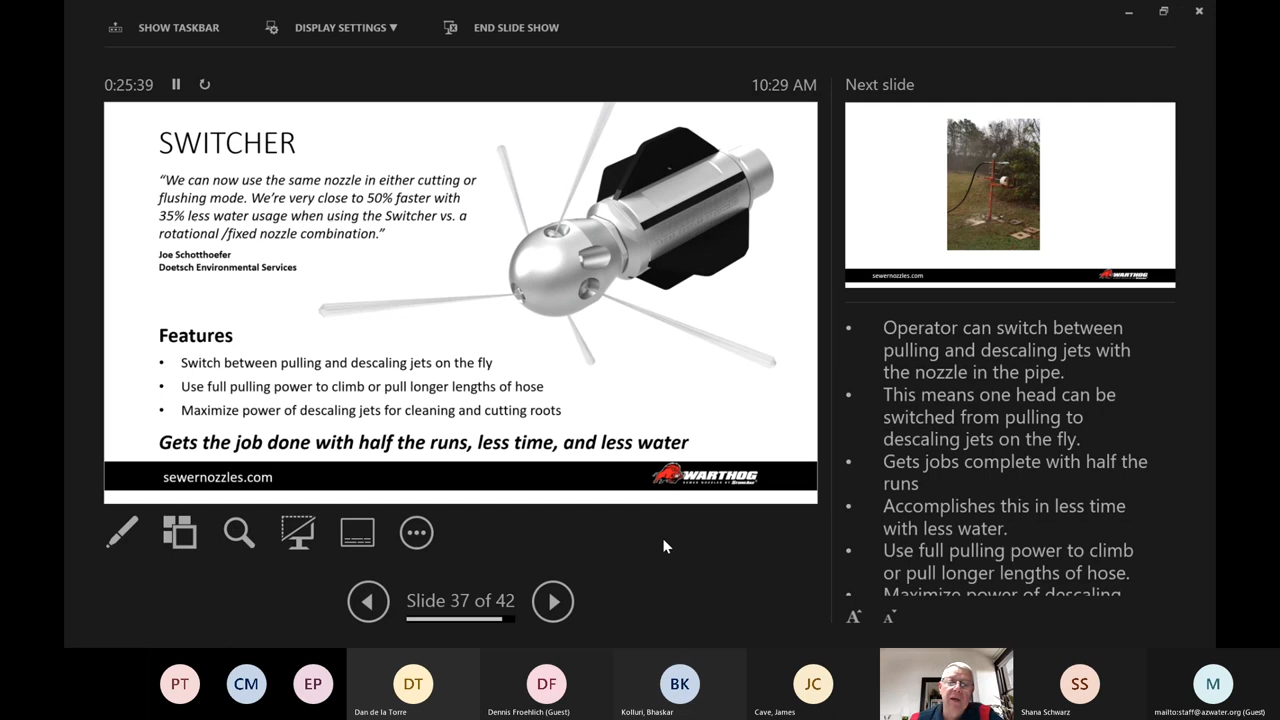 SHOW TASKBAR
DISPLAY SETTINGS ▼
END SLIDE SHOW
0:25:39
10:29 AM
SWITCHER
“We can now use the same nozzle in either cutting or
flushing mode. We’re very close to 50% faster with
35% less water usage when using the Switcher vs. a
rotational /fixed nozzle combination.”
Joe Schotthoefer
Doetsch Environmental Services
Features
• Switch between pulling and descaling jets on the fly
• Use full pulling power to climb or pull longer lengths of hose
• Maximize power of descaling jets for cleaning and cutting roots
Gets the job done with half the runs, less time, and less water
sewernozzles.com
WARTHOG
Slide 37 of 42
Next slide
sewernozzles.com
WARTHOG
• Operator can switch between
pulling and descaling jets with
the nozzle in the pipe.
• This means one head can be
switched from pulling to
descaling jets on the fly.
• Gets jobs complete with half the
runs
• Accomplishes this in less time
with less water.
• Use full pulling power to climb
or pull longer lengths of hose.
• Maximize power of descaling
A A
PT
CM
EP
DT
Dan de la Torre
DF
Dennis Froehlich (Guest)
BK
Kolluri, Bhaskar
JC
Cave, James
SS
Shana Schwarz
M
mailto:staff@azwater.org (Guest)